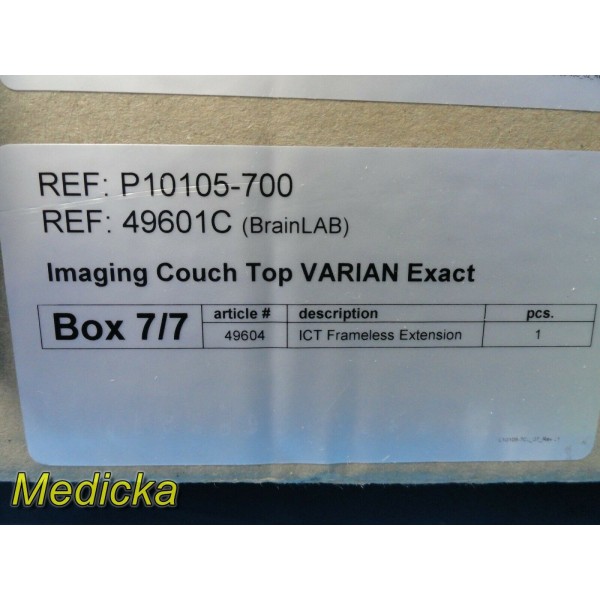 REF: P10105-700
REF: 49601C (BrainLAB)
Imaging Couch Top VARIAN Exact
Box 7/7 article # description pcs.
49604 ICT Frameless Extension 1
Medicka